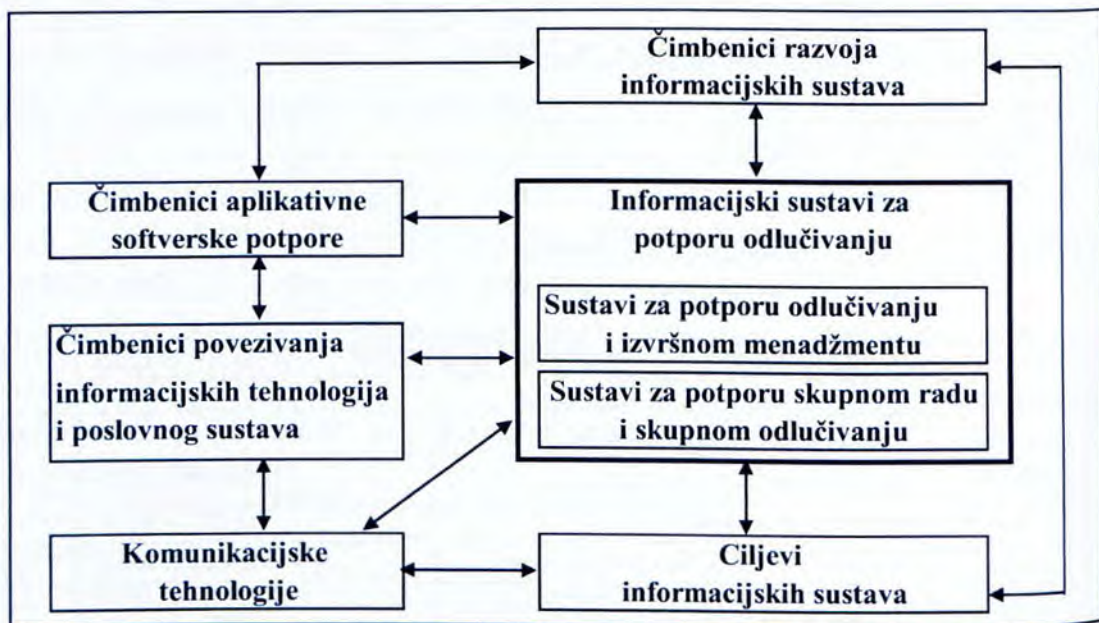 Čimbenici razvoja
informacijskih sustava
Čimbenici aplikativne
softverske potpore
Informacijski sustavi za
potporu odlučivanju
Sustavi za potporu odlučivanju
i izvršnom menadžmentu
Sustavi za potporu skupnom radu
i skupnom odlučivanju
Čimbenici povezivanja
informacijskih tehnologija
i poslovnog sustava
Komunikacijske
tehnologije
Ciljevi
informacijskih sustava